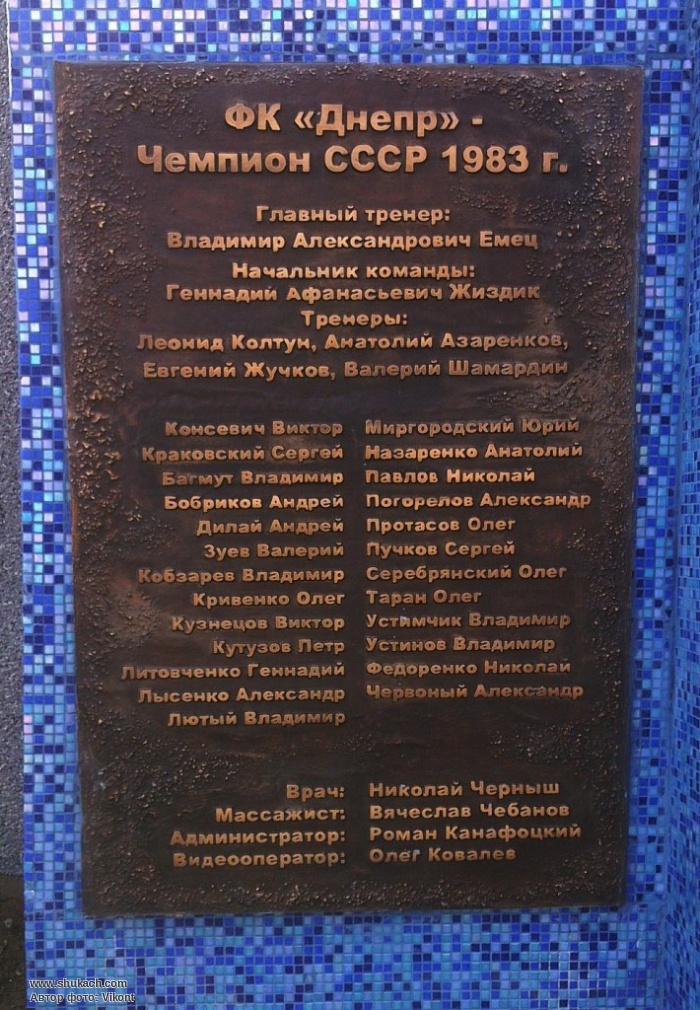 ФК «Днепр» -
Чемпион СССР 1983 г.
Главный тренер:
Владимир Александрович Емец
Начальник команды:
Геннадий Афанасьевич Жиздик
Тренеры:
Леонид Колтун, Анатолий Азаренков,
Евгений Жучков, Валерий Шамардин
Консевич Виктор
Краковский Сергей
Багмут Владимир
Бобриков Андрей
Дилай Андрей
Зуев Валерий
Кобзарев Владимир
Кривенко Олег
Кузнецов Виктор
Кутузов Петр
Литовченко Геннадий
Лысенко Александр
Лютый Владимир
Миргородский Юрий
Назаренко Анатолий
Павлов Николай
Погорелов Александр
Протасов Олег
Пучков Сергей
Серебрянский Олег
Таран Олег
Устимчик Владимир
Устинов Владимир
Федоренко Николай
Червоный Александр
Врач: Николай Черныш
Массажист: Вячеслав Чебанов
Администратор: Роман Канафоцкий
Видеооператор: Олег Ковалев
www.shukach.com
Автор фото: Vikont